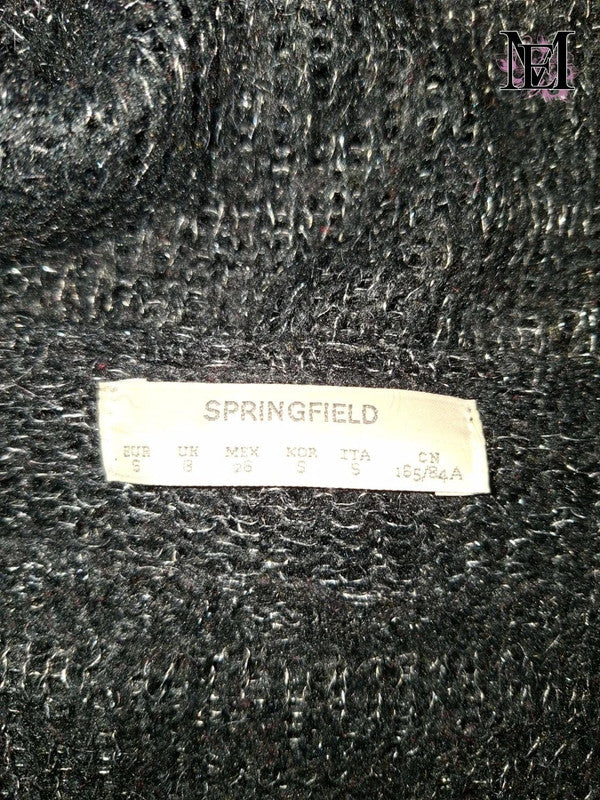 SPRINGFIELD
EUR UK MEX KOR ITA CN
S 8 26 S S 165/84A